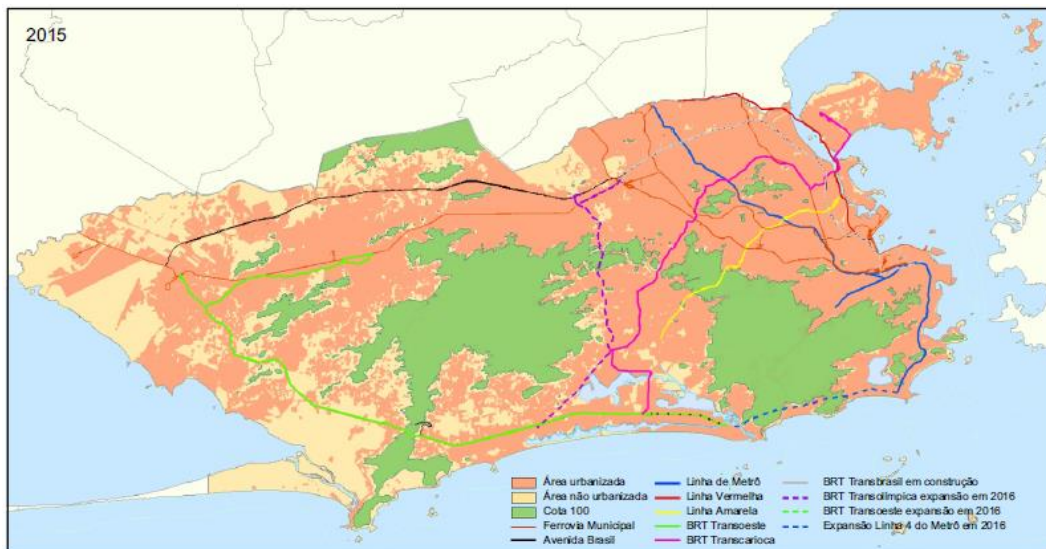 2015
Área urbanizada
Área não urbanizada
Cota 100
Ferrovia Municipal
Avenida Brasil
Linha de Metrô
Linha Vermelha
Linha Amarela
BRT Transoeste
BRT Transcarioca
BRT Transbrasil em construção
BRT Transolímpica expansão em 2016
BRT Transoeste expansão em 2016
Expansão Linha 4 do Metrô em 2016